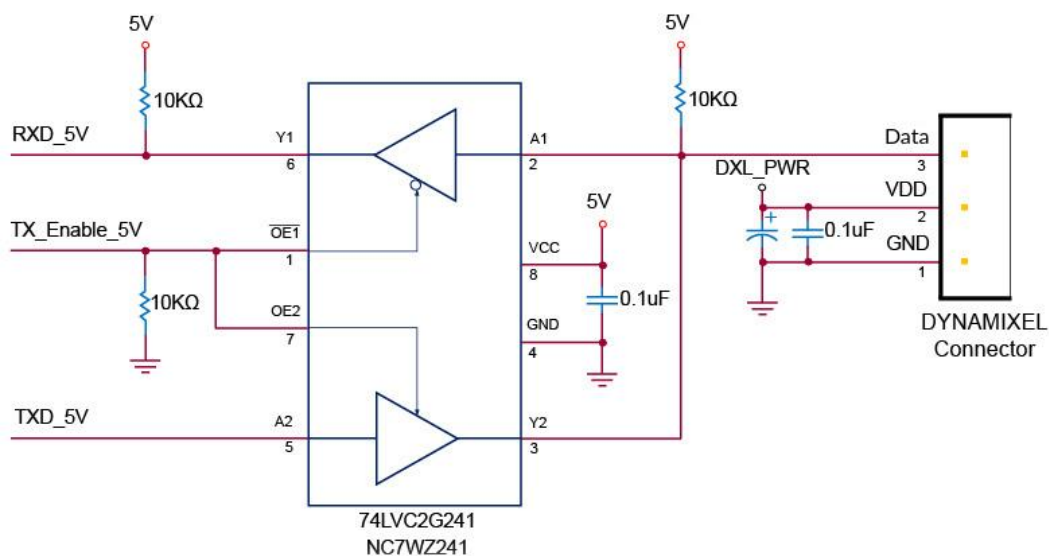 5V
10KΩ
RXD_5V
Y1
6
A1
2
5V
10KΩ
Data
3
DXL_PWR
VDD
2
+
0.1uF
GND
1
DYNAMIXEL
Connector
TX_Enable_5V
OE1
1
10KΩ
OE2
7
5V
VCC
8
0.1uF
GND
4
TXD_5V
A2
5
Y2
3
74LVC2G241
NC7WZ241